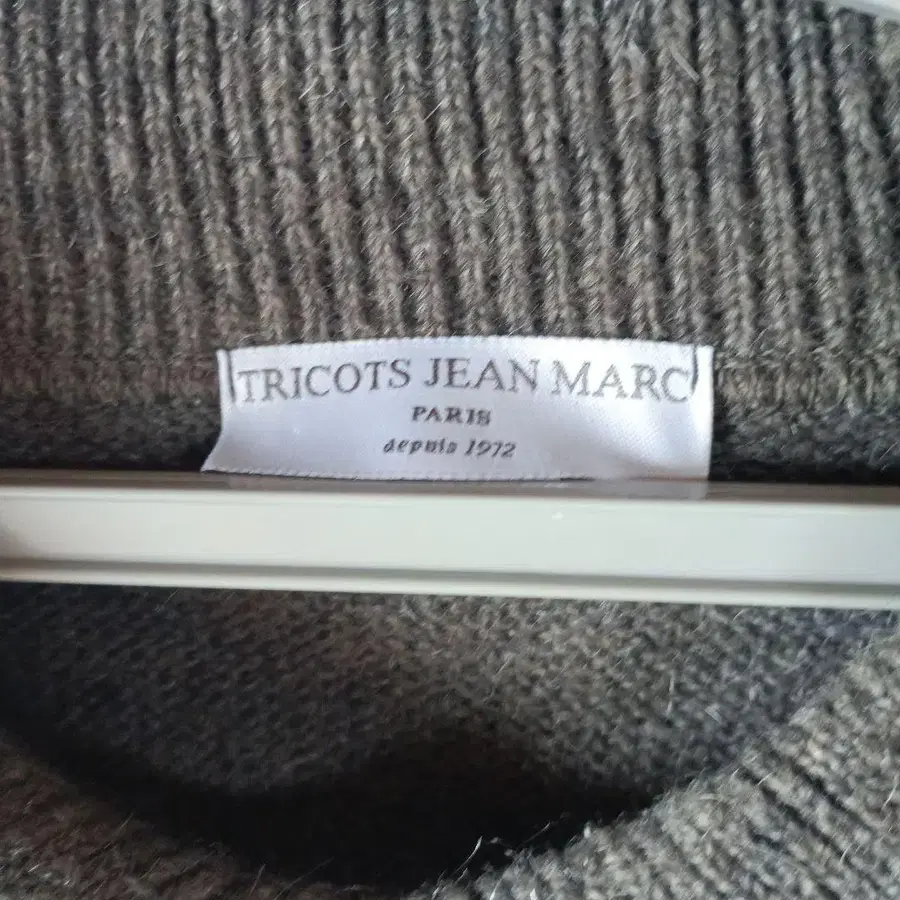 TRICOTS JEAN MARC
PARIS
depuis 1972